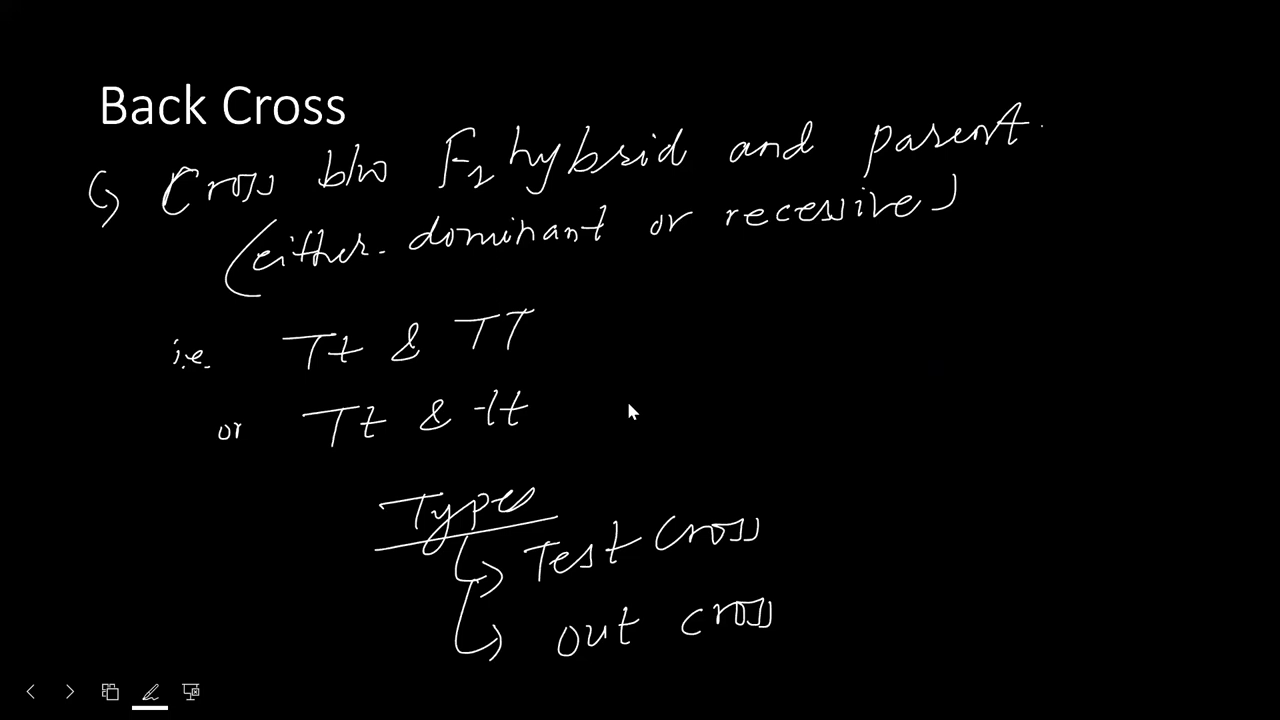 Back Cross
Cross b/w F1 hybrid and parent.
(either dominant or recessive)
i.e. Tt & TT
or Tt & tt
Types
Test Cross
out cross